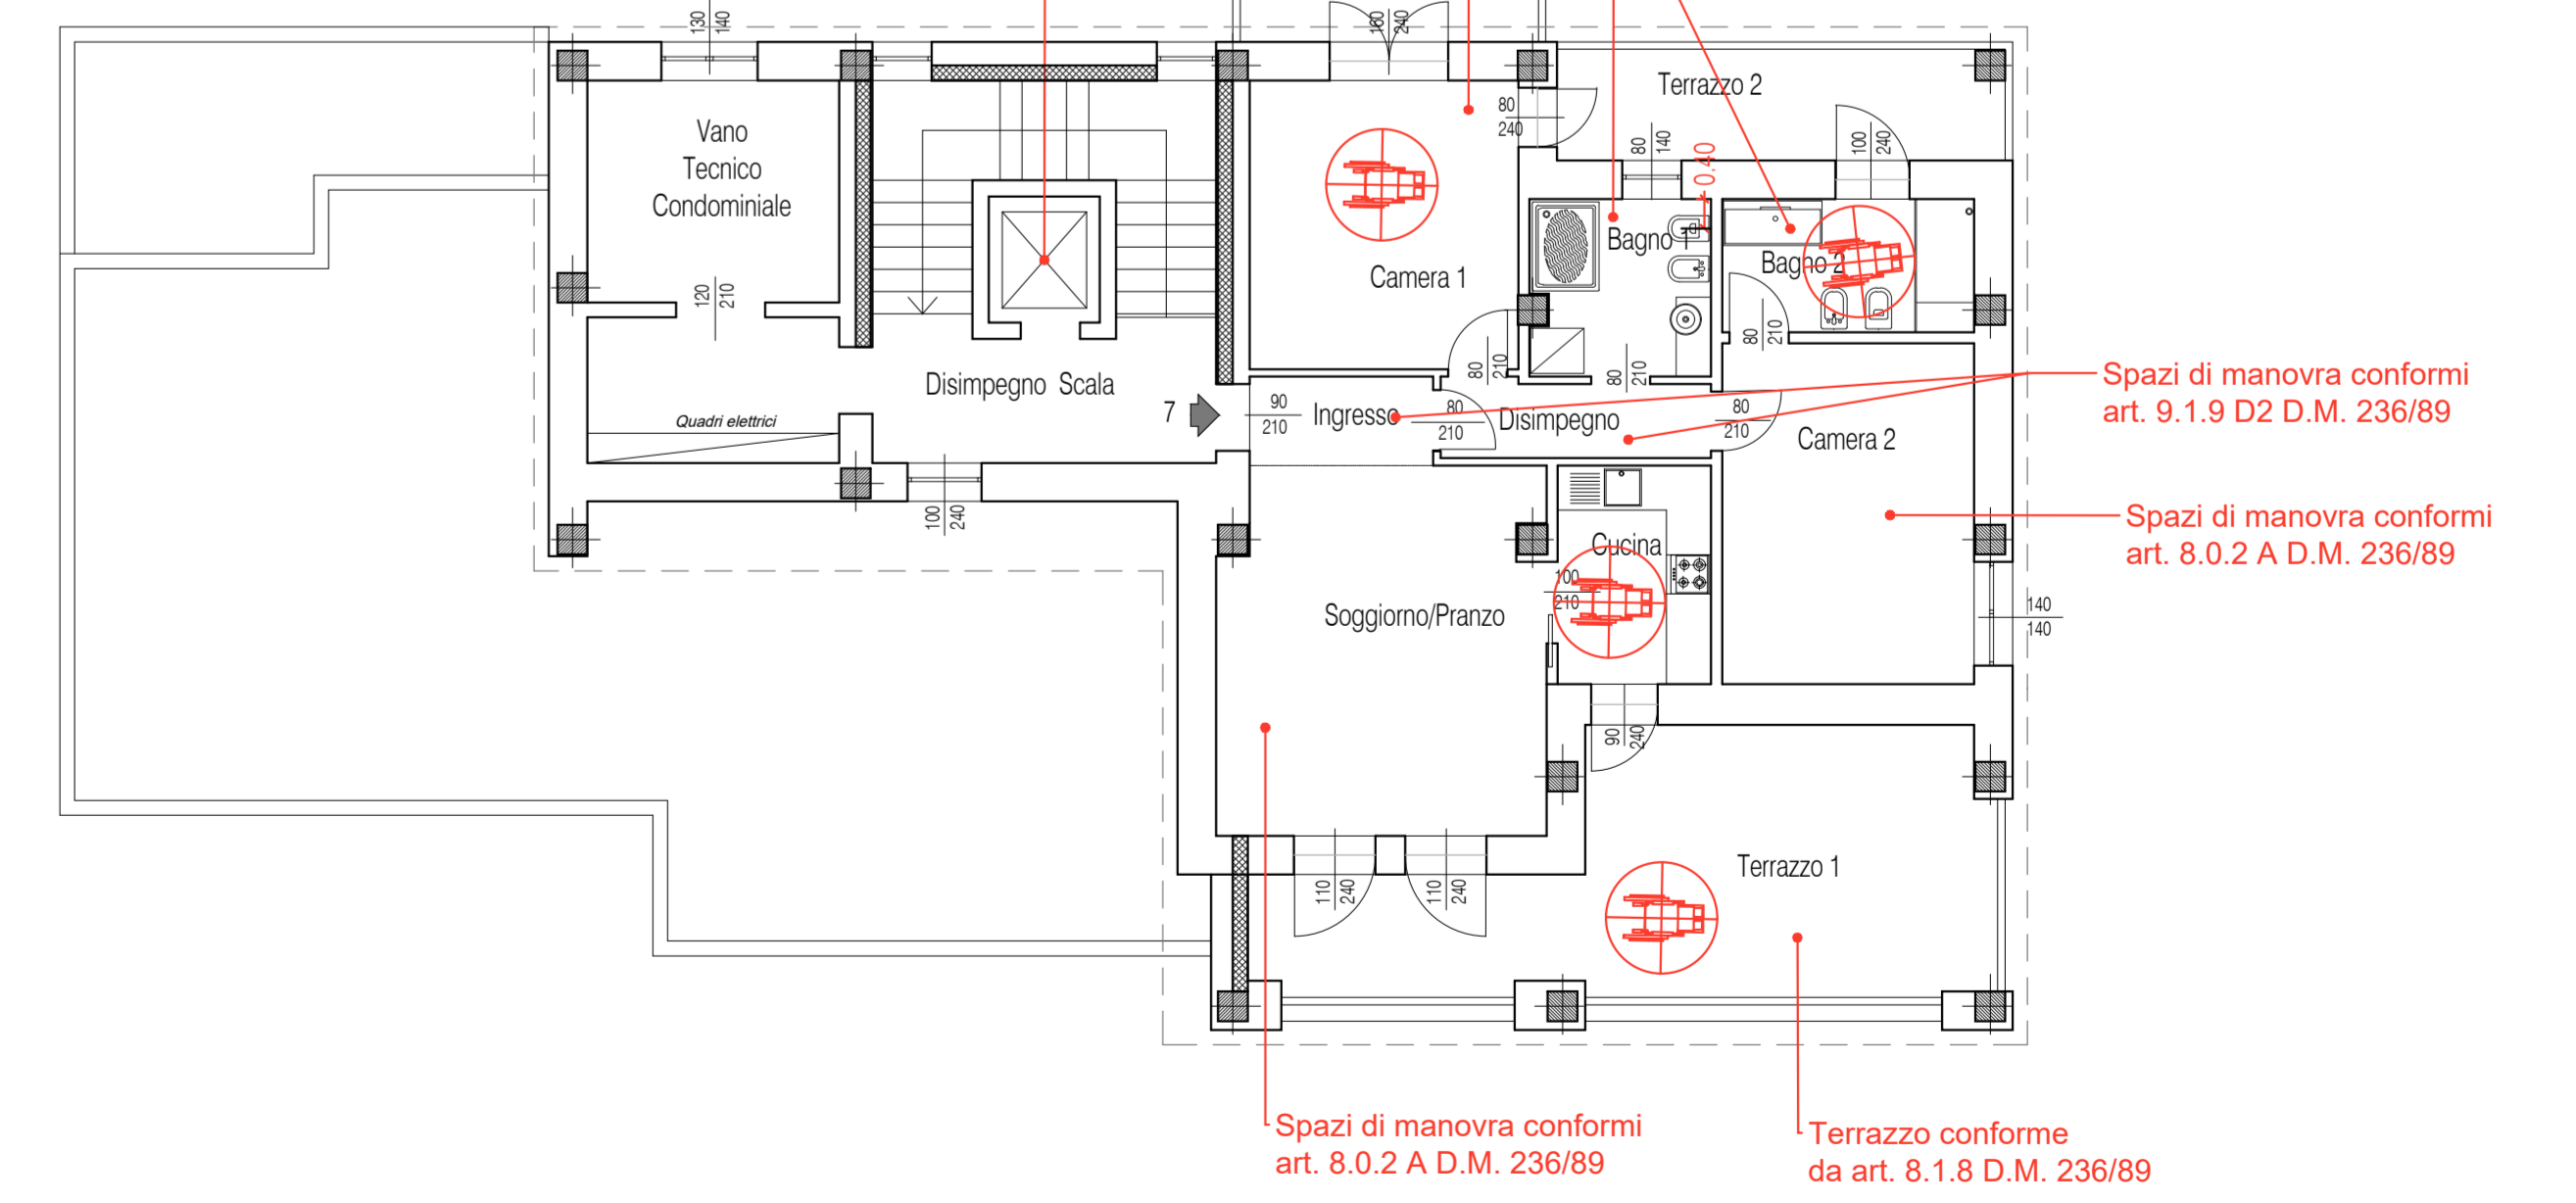 130
140
160
240
Terrazzo 2
80
240
Vano
Tecnico
Condominiale
80
140
100
240
0.40
Bagno 1
Bagno 2
Camera 1
120
210
80
210
80
210
80
210
Disimpegno Scala
Spazi di manovra conformi
art. 9.1.9 D2 D.M. 236/89
Quadri elettrici
7
90
210
Ingresso
80
210
Disimpegno
80
210
Camera 2
100
240
Spazi di manovra conformi
art. 8.0.2 A D.M. 236/89
Cucina
100
210
Soggiorno/Pranzo
140
140
90
240
110
240
110
240
Terrazzo 1
Spazi di manovra conformi
art. 8.0.2 A D.M. 236/89
Terrazzo conforme
da art. 8.1.8 D.M. 236/89